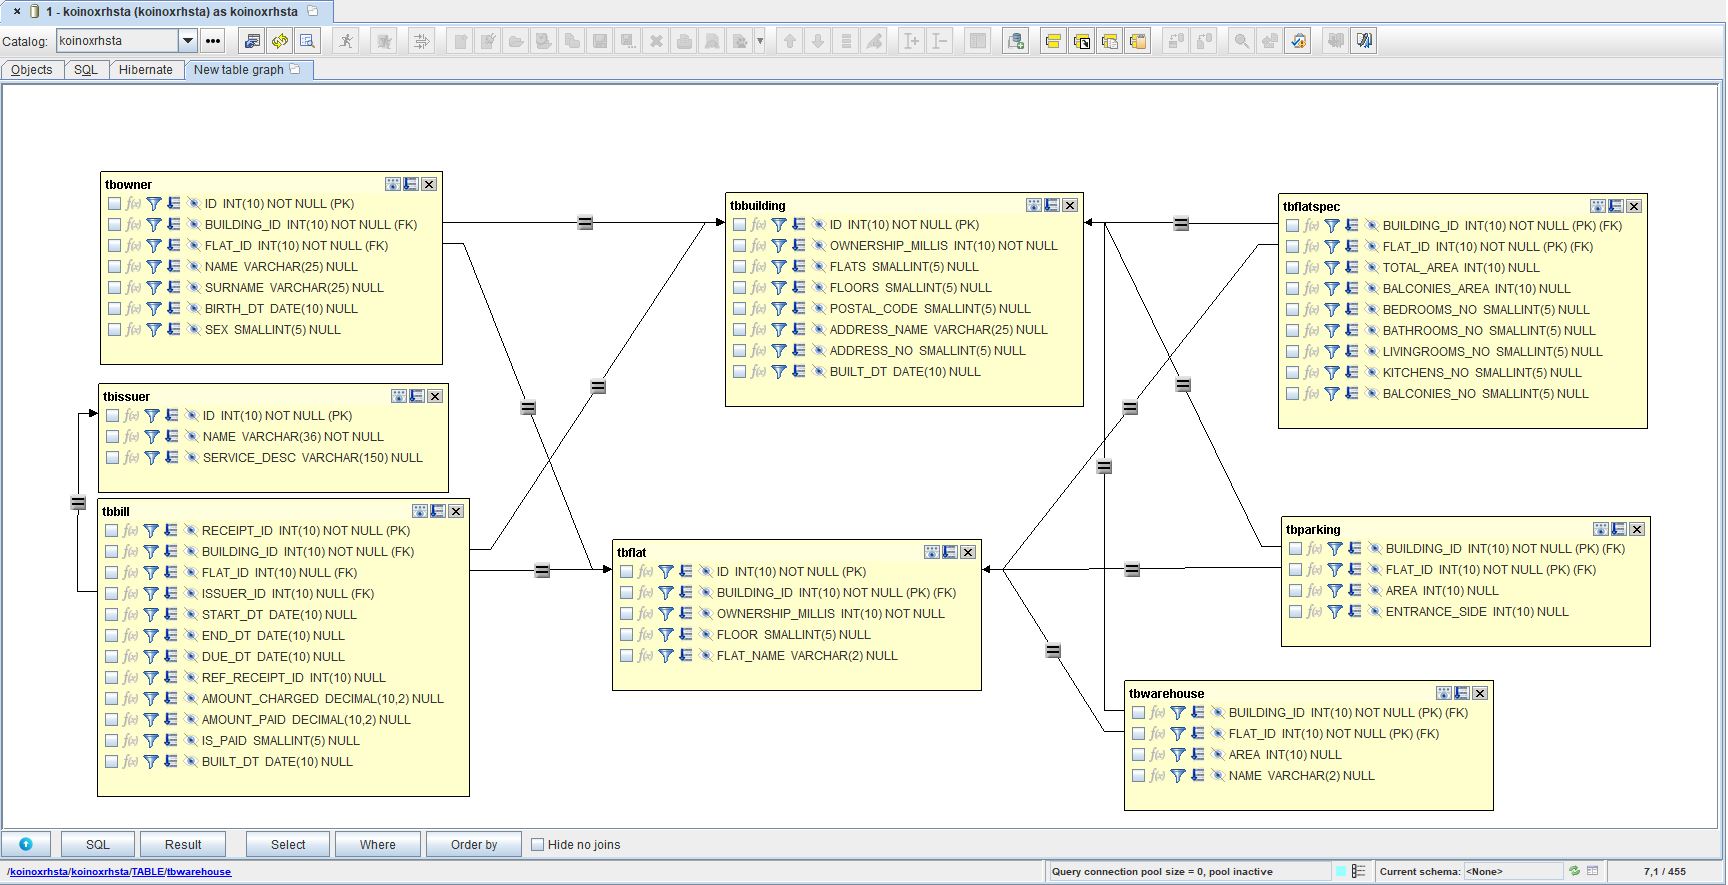 1 - koinoxrhsta (koinoxrhsta) as koinoxrhsta
Catalog: koinoxrhsta
Objects SQL Hibernate New table graph
tbowner
ID INT(10) NOT NULL (PK)
BUILDING_ID INT(10) NOT NULL (FK)
FLAT_ID INT(10) NOT NULL (FK)
NAME VARCHAR(25) NULL
SURNAME VARCHAR(25) NULL
BIRTH_DT DATE(10) NULL
SEX SMALLINT(5) NULL
tbissuer
ID INT(10) NOT NULL (PK)
NAME VARCHAR(36) NOT NULL
SERVICE_DESC VARCHAR(150) NULL
tbbill
RECEIPT_ID INT(10) NOT NULL (PK)
BUILDING_ID INT(10) NOT NULL (FK)
FLAT_ID INT(10) NULL (FK)
ISSUER_ID INT(10) NULL (FK)
START_DT DATE(10) NULL
END_DT DATE(10) NULL
DUE_DT DATE(10) NULL
REF_RECEIPT_ID INT(10) NULL
AMOUNT_CHARGED DECIMAL(10,2) NULL
AMOUNT_PAID DECIMAL(10,2) NULL
IS_PAID SMALLINT(5) NULL
BUILT_DT DATE(10) NULL
tbbuilding
ID INT(10) NOT NULL (PK)
OWNERSHIP_MILLIS INT(10) NOT NULL
FLATS SMALLINT(5) NULL
FLOORS SMALLINT(5) NULL
POSTAL_CODE SMALLINT(5) NULL
ADDRESS_NAME VARCHAR(25) NULL
ADDRESS_NO SMALLINT(5) NULL
BUILT_DT DATE(10) NULL
tbflat
ID INT(10) NOT NULL (PK)
BUILDING_ID INT(10) NOT NULL (PK) (FK)
OWNERSHIP_MILLIS INT(10) NOT NULL
FLOOR SMALLINT(5) NULL
FLAT_NAME VARCHAR(2) NULL
tbflatspec
BUILDING_ID INT(10) NOT NULL (PK) (FK)
FLAT_ID INT(10) NOT NULL (PK) (FK)
TOTAL_AREA INT(10) NULL
BALCONIES_AREA INT(10) NULL
BEDROOMS_NO SMALLINT(5) NULL
BATHROOMS_NO SMALLINT(5) NULL
LIVINGROOMS_NO SMALLINT(5) NULL
KITCHENS_NO SMALLINT(5) NULL
BALCONIES_NO SMALLINT(5) NULL
tbparking
BUILDING_ID INT(10) NOT NULL (PK) (FK)
FLAT_ID INT(10) NOT NULL (PK) (FK)
AREA INT(10) NULL
ENTRANCE_SIDE INT(10) NULL
tbwarehouse
BUILDING_ID INT(10) NOT NULL (PK) (FK)
FLAT_ID INT(10) NOT NULL (PK) (FK)
AREA INT(10) NULL
NAME VARCHAR(2) NULL
SQL Result Select Where Order by Hide no joins
/koinoxrhsta/koinoxrhsta/TABLE/tbwarehouse
Query connection pool size = 0, pool inactive
Current schema: <None>
7,1 / 455